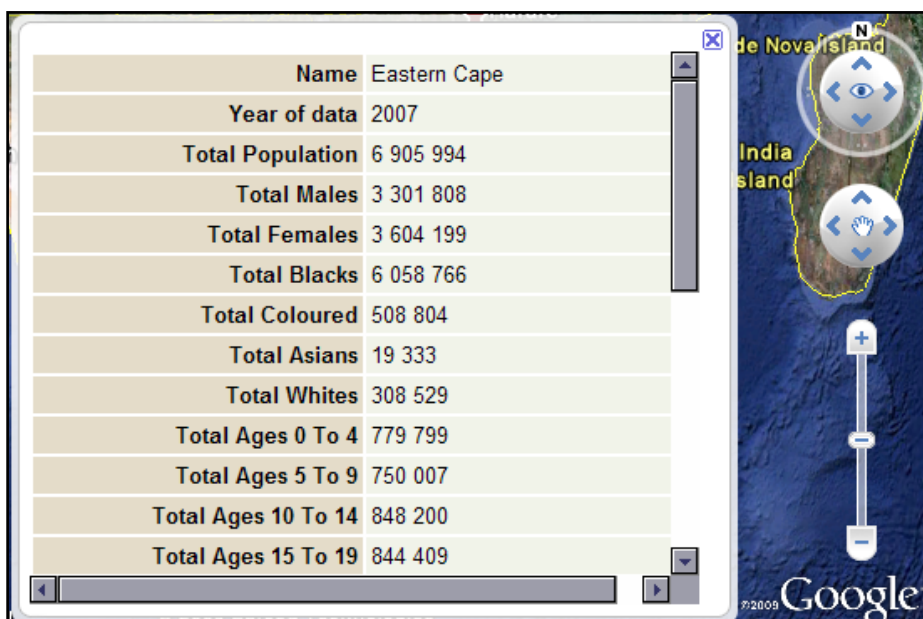 Name Eastern Cape
Year of data 2007
Total Population 6 905 994
Total Males 3 301 808
Total Females 3 604 199
Total Blacks 6 058 766
Total Coloured 508 804
Total Asians 19 333
Total Whites 308 529
Total Ages 0 To 4 779 799
Total Ages 5 To 9 750 007
Total Ages 10 To 14 848 200
Total Ages 15 To 19 844 409
N
de Nova Island
India
sland
©2009 Google